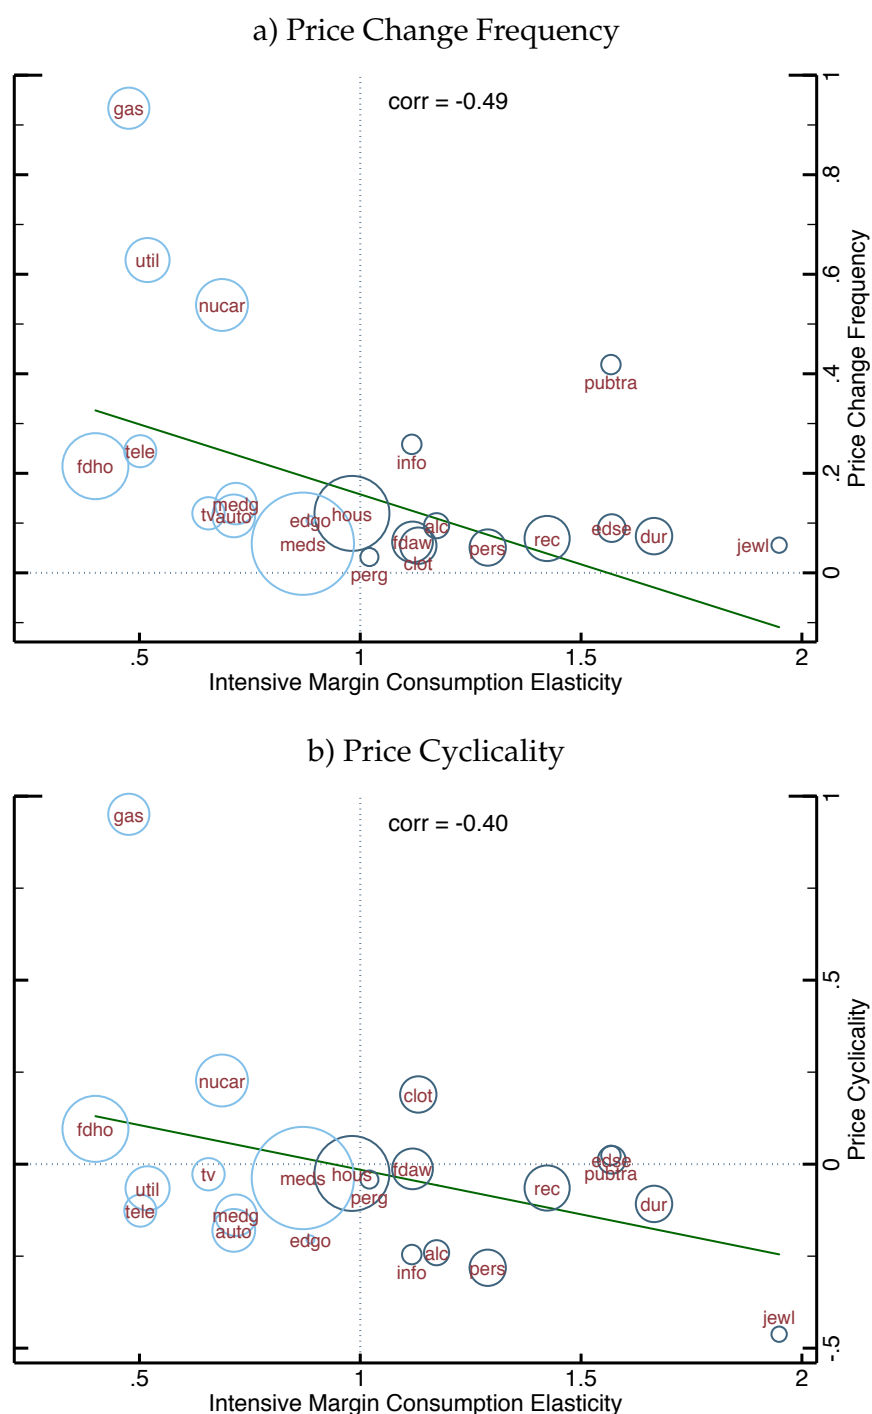 a) Price Change Frequency
corr = -0.49
gas
util
nucar
pubtra
info
tele
fdho
medg
tv auto
edgo
hous
meds
alc
fdaw
clot
perg
pers
rec
edse
dur
jewl
0
.2
.4
.6
.8
1
Price Change Frequency
.5 1 1.5 2
Intensive Margin Consumption Elasticity
b) Price Cyclicality
corr = -0.40
gas
nucar
clot
fdho
tv
meds
hous
fdaw
edse
pubtra
util
tele
perg
rec
dur
medg
auto
edgo
info
alc
pers
jewl
-.5
0
.5
1
Price Cyclicality
.5 1 1.5 2
Intensive Margin Consumption Elasticity